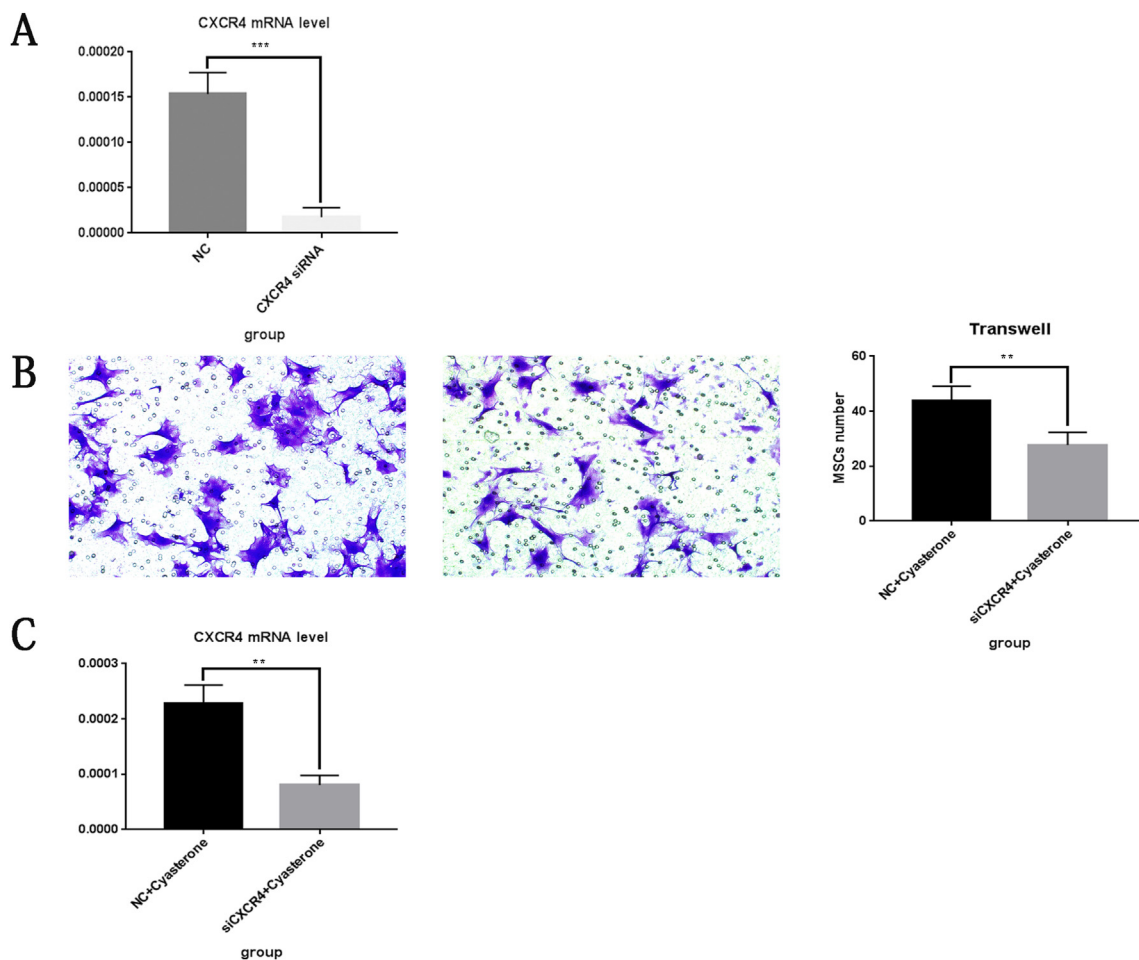 A
CXCR4 mRNA level
***
0.00020
0.00015
0.00010
0.00005
0.00000
NC
CXCR4 siRNA
group
B
Transwell
**
MSCs number
60
40
20
0
NC+Cyasterone
siCXCR4+Cyasterone
group
C
CXCR4 mRNA level
**
0.0003
0.0002
0.0001
0.0000
NC+Cyasterone
siCXCR4+Cyasterone
group